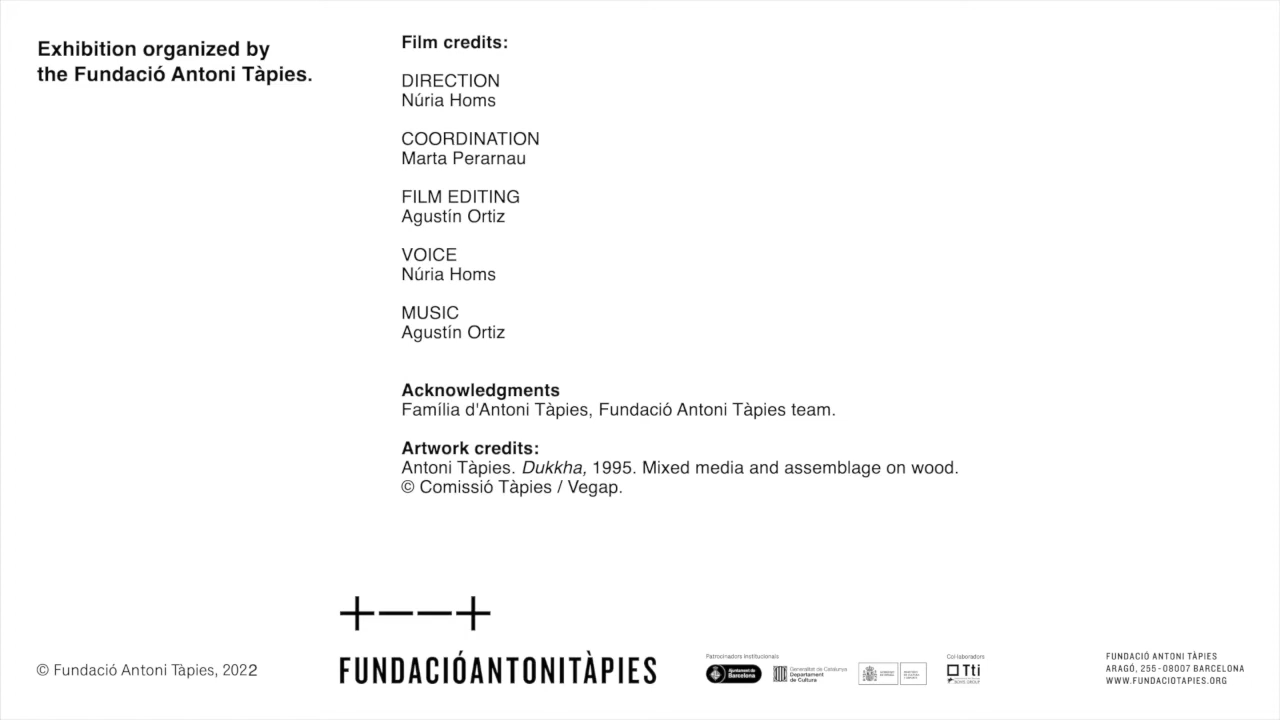 Exhibition organized by
the Fundació Antoni Tàpies.
Film credits:
DIRECTION
Núria Homs
COORDINATION
Marta Perarnau
FILM EDITING
Agustín Ortiz
VOICE
Núria Homs
MUSIC
Agustín Ortiz
Acknowledgments
Família d'Antoni Tàpies, Fundació Antoni Tàpies team.
Artwork credits:
Antoni Tàpies. Dukkha, 1995. Mixed media and assemblage on wood.
© Comissió Tàpies / Vegap.
© Fundació Antoni Tàpies, 2022
FUNDACIÓANTONITÀPIES
Patrocinadors institucionals
Ajuntament de
Barcelona
Generalitat de Catalunya
Departament
de Cultura
Col·laboradors
Tti
FUNDACIÓ ANTONI TÀPIES
ARAGÓ, 255 - 08007 BARCELONA
WWW.FUNDACIOTAPIES.ORG